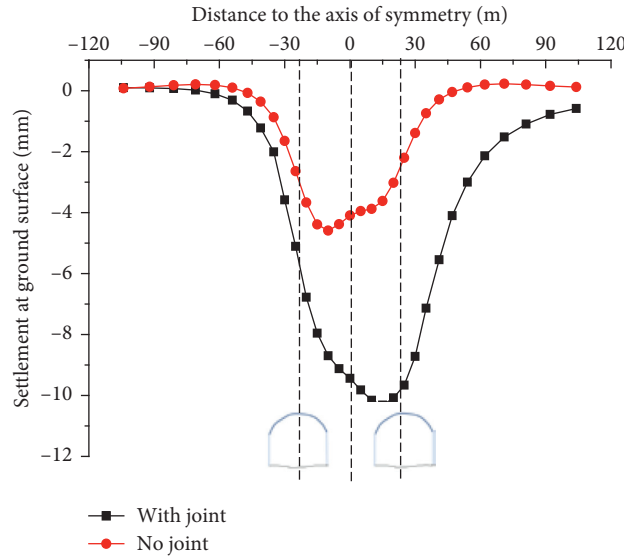 Distance to the axis of symmetry (m)
−120 −90 −60 −30 0 30 60 90 120
0
−2
−4
−6
−8
−10
−12
Settlement at ground surface (mm)
With joint
No joint